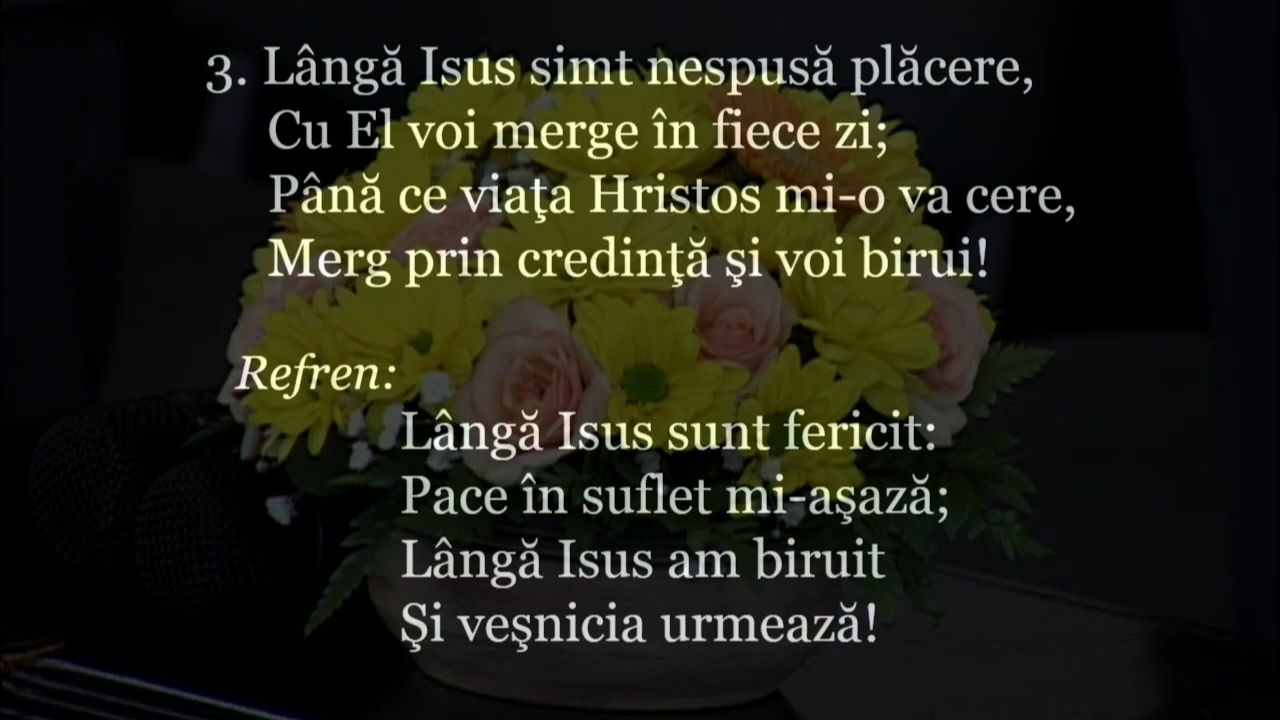 3. Lângă Isus simt nespusă plăcere,
Cu El voi merge în fiece zi;
Până ce viaţa Hristos mi-o va cere,
Merg prin credinţă şi voi birui!
Refren:
Lângă Isus sunt fericit:
Pace în suflet mi-aşază;
Lângă Isus am biruit
Şi veşnicia urmează!